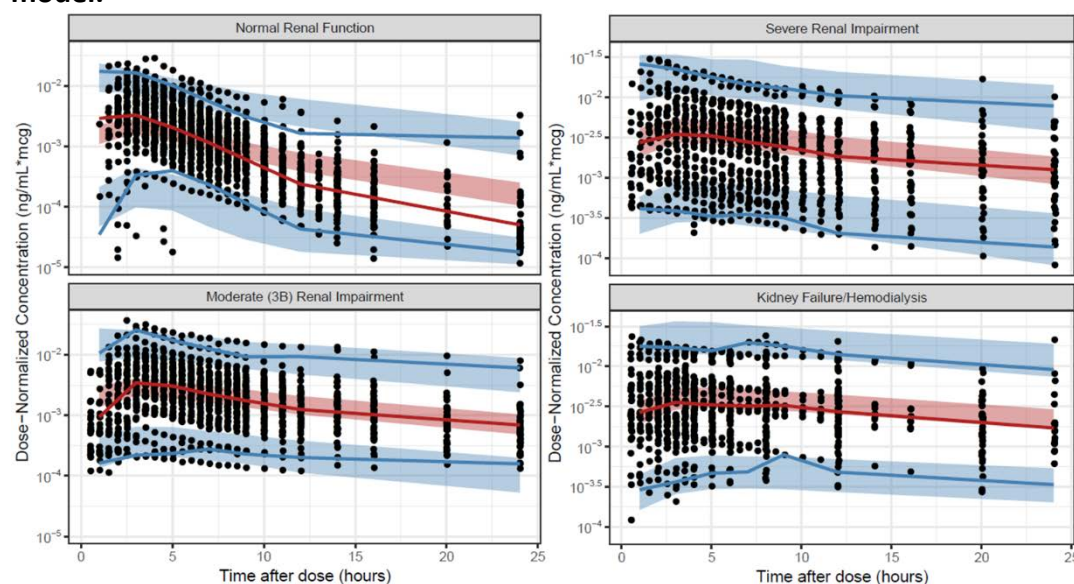 model.
Normal Renal Function
Severe Renal Impairment
Moderate (3B) Renal Impairment
Kidney Failure/Hemodialysis
Dose−Normalized Concentration (ng/mL*mcg)
10⁻²
10⁻³
10⁻⁴
10⁻⁵
10⁻²
10⁻³
10⁻⁴
10⁻⁵
0 5 10 15 20 25
Time after dose (hours)
Dose−Normalized Concentration (ng/mL*mcg)
10⁻¹·⁵
10⁻²
10⁻²·⁵
10⁻³
10⁻³·⁵
10⁻⁴
10⁻¹·⁵
10⁻²
10⁻²·⁵
10⁻³
10⁻³·⁵
10⁻⁴
0 5 10 15 20 25
Time after dose (hours)